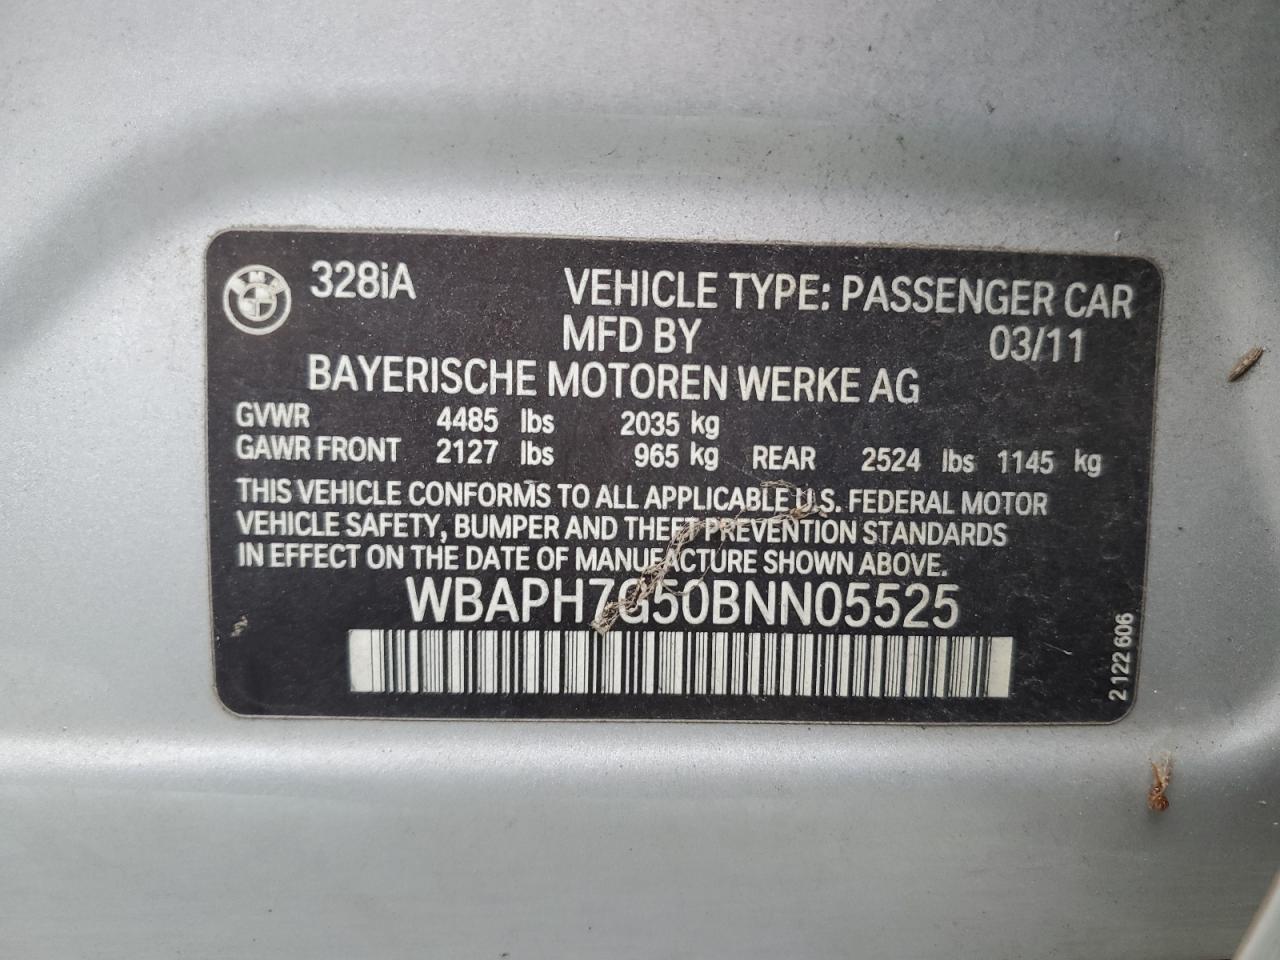 328iA VEHICLE TYPE: PASSENGER CAR
MFD BY 03/11
BAYERISCHE MOTOREN WERKE AG
GVWR 4485 lbs 2035 kg
GAWR FRONT 2127 lbs 965 kg REAR 2524 lbs 1145 kg
THIS VEHICLE CONFORMS TO ALL APPLICABLE U.S. FEDERAL MOTOR
VEHICLE SAFETY, BUMPER AND THEFT PREVENTION STANDARDS
IN EFFECT ON THE DATE OF MANUFACTURE SHOWN ABOVE.
WBAPH7G50BNN05525
2 122 606